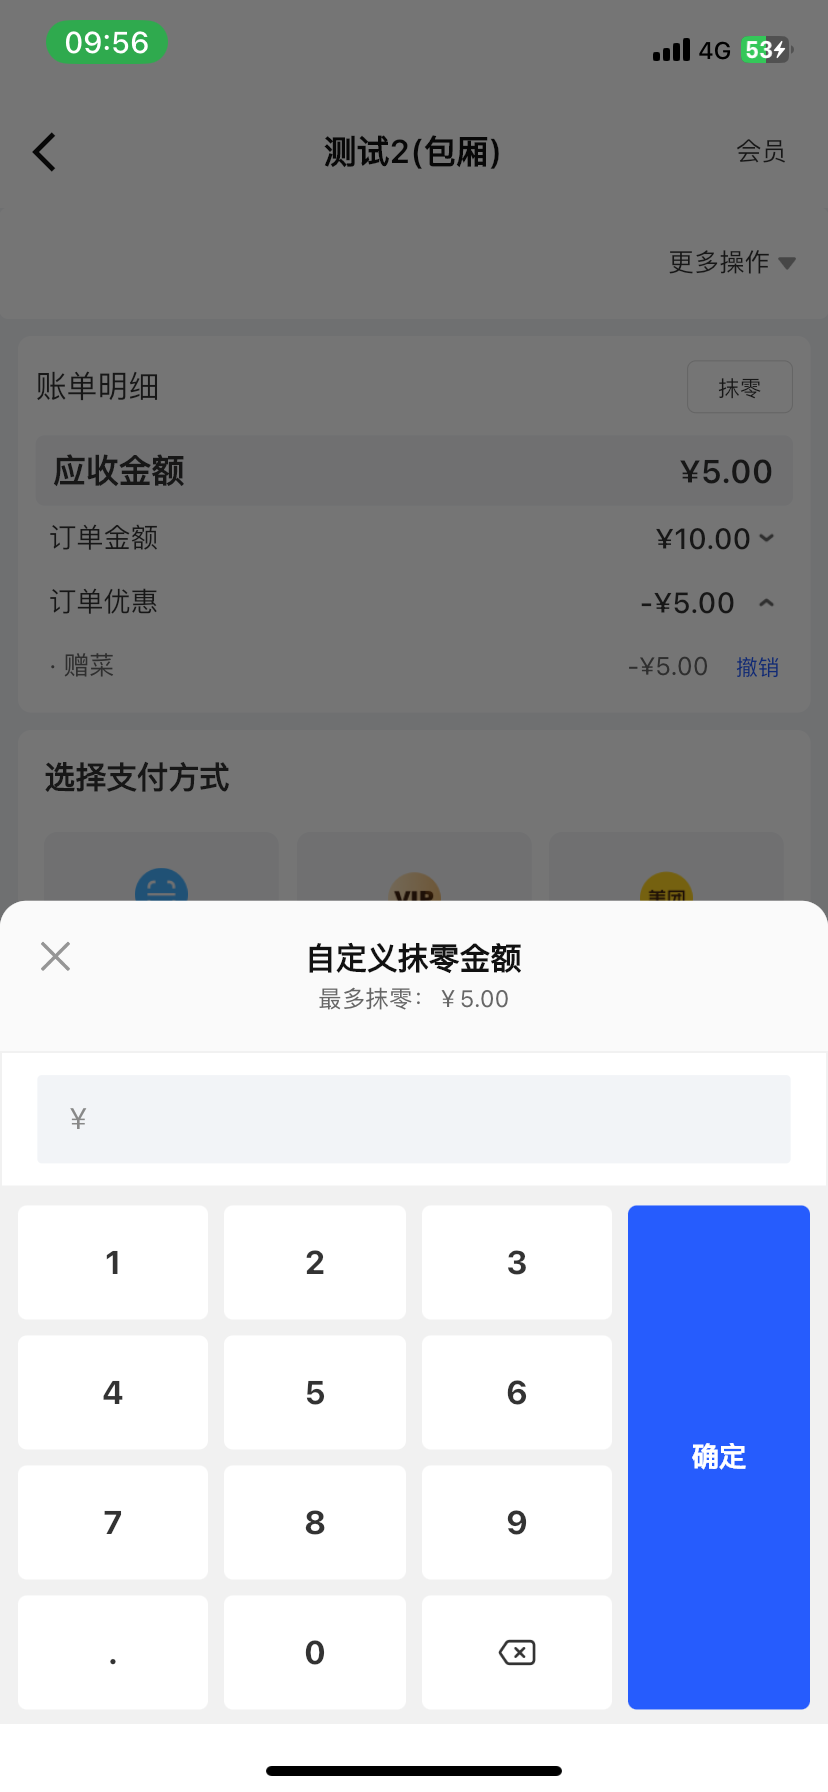 09:56
4G 53
测试2(包厢)
会员
更多操作
账单明细
抹零
应收金额 ¥5.00
订单金额 ¥10.00
订单优惠 -¥5.00
· 赠菜 -¥5.00 撤销
选择支付方式
VIP 美团
自定义抹零金额
最多抹零: ¥5.00
¥
1 2 3
4 5 6
确定
7 8 9
. 0